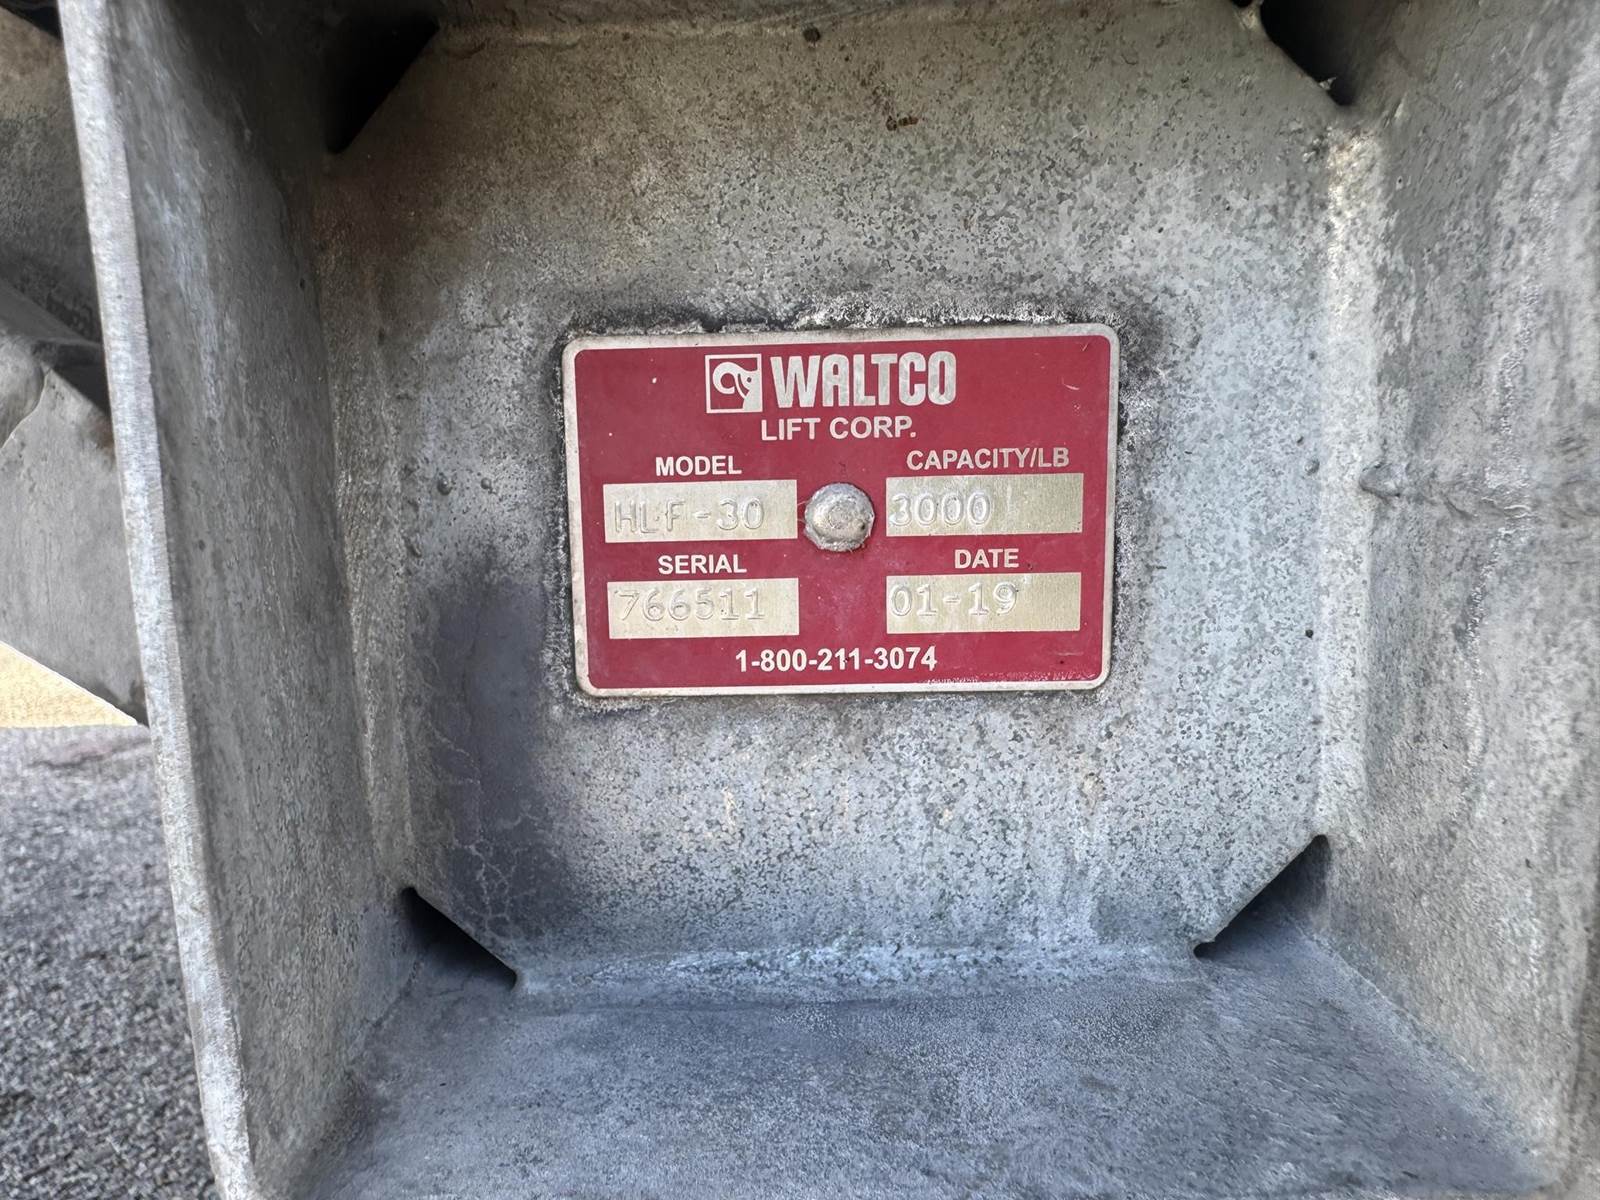 WALTCO
LIFT CORP.
MODEL CAPACITY/LB
HLF-30 3000
SERIAL DATE
766511 01-19
1-800-211-3074